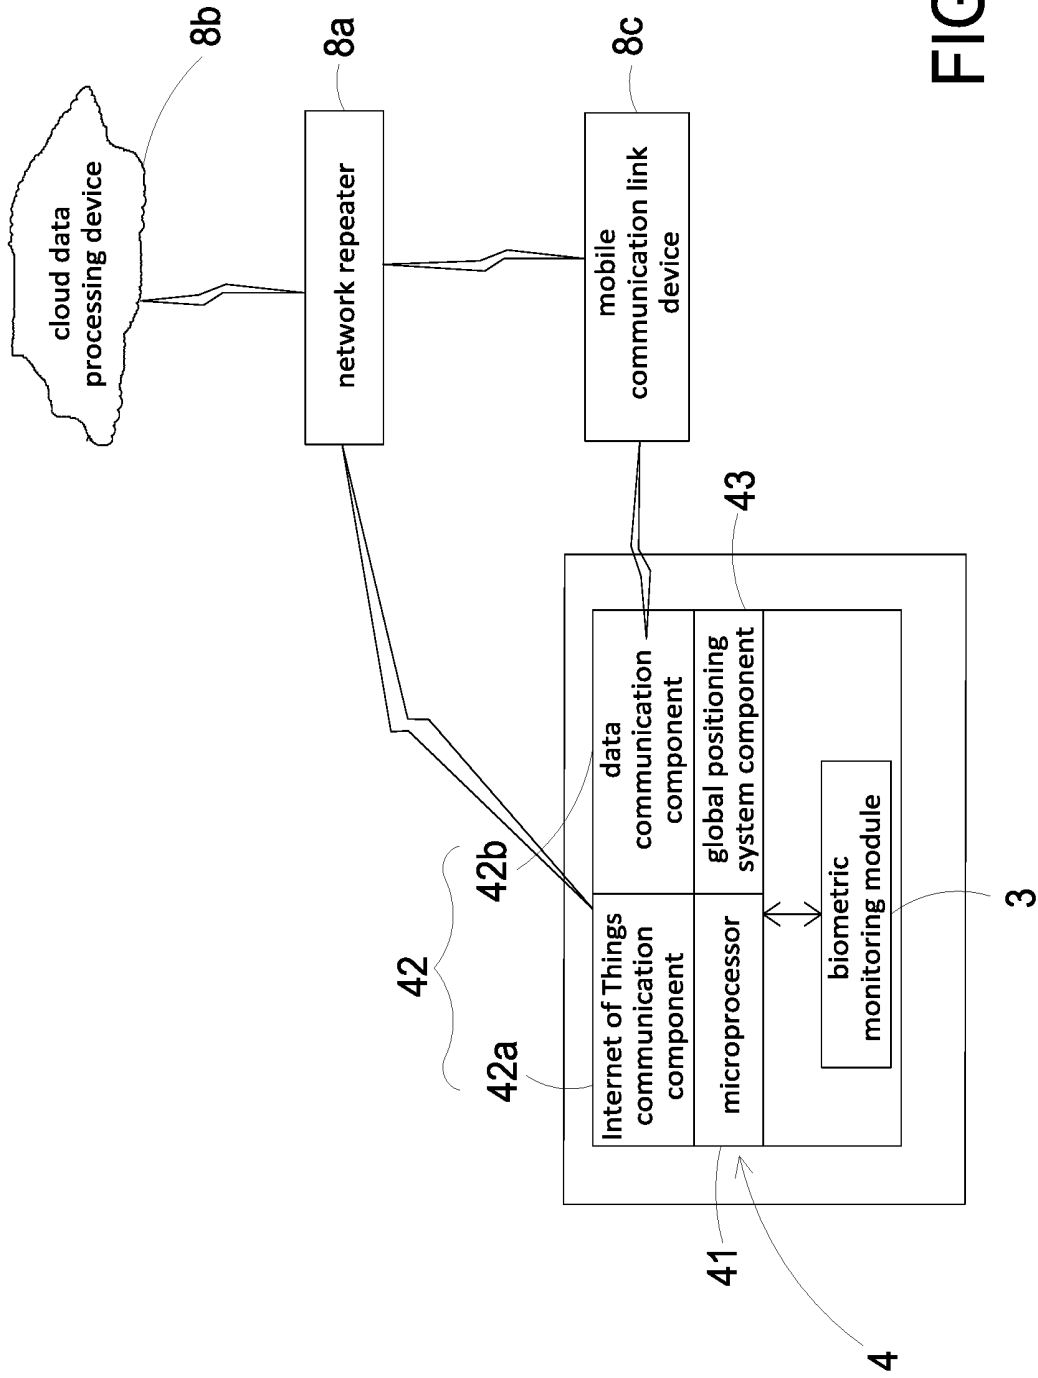 cloud data
processing device
8b
network repeater
8a
mobile
communication link
device
8c
42
42a
42b
Internet of Things
communication
component
data
communication
component
microprocessor
global positioning
system component
43
41
4
biometric
monitoring module
3
FIG